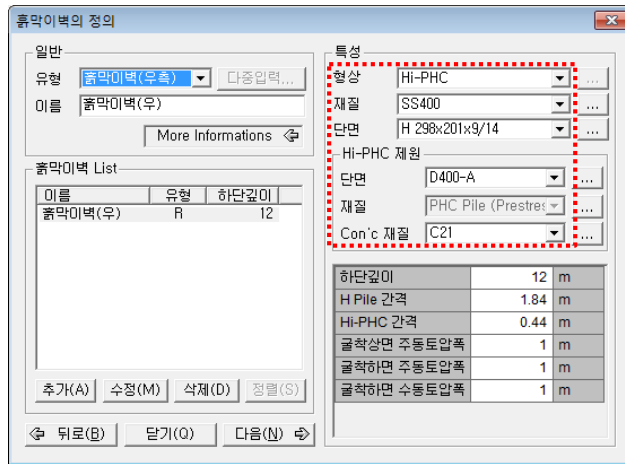 흙막이벽의 정의
일반
유형 흙막이벽(우측) 다중입력...
이름 흙막이벽(우)
More Informations
흙막이벽 List
이름 유형 하단깊이
흙막이벽(우) R 12
추가(A) 수정(M) 삭제(D) 정렬(S)
뒤로(B) 닫기(Q) 다음(N)
특성
형상 Hi-PHC ...
재질 SS400 ...
단면 H 298x201x9/14 ...
Hi-PHC 제원
단면 D400-A ...
재질 PHC Pile (Prestres ...
Con'c 재질 C21 ...
하단깊이 12 m
H Pile 간격 1.84 m
Hi-PHC 간격 0.44 m
굴착상면 주동토압폭 1 m
굴착하면 주동토압폭 1 m
굴착하면 수동토압폭 1 m